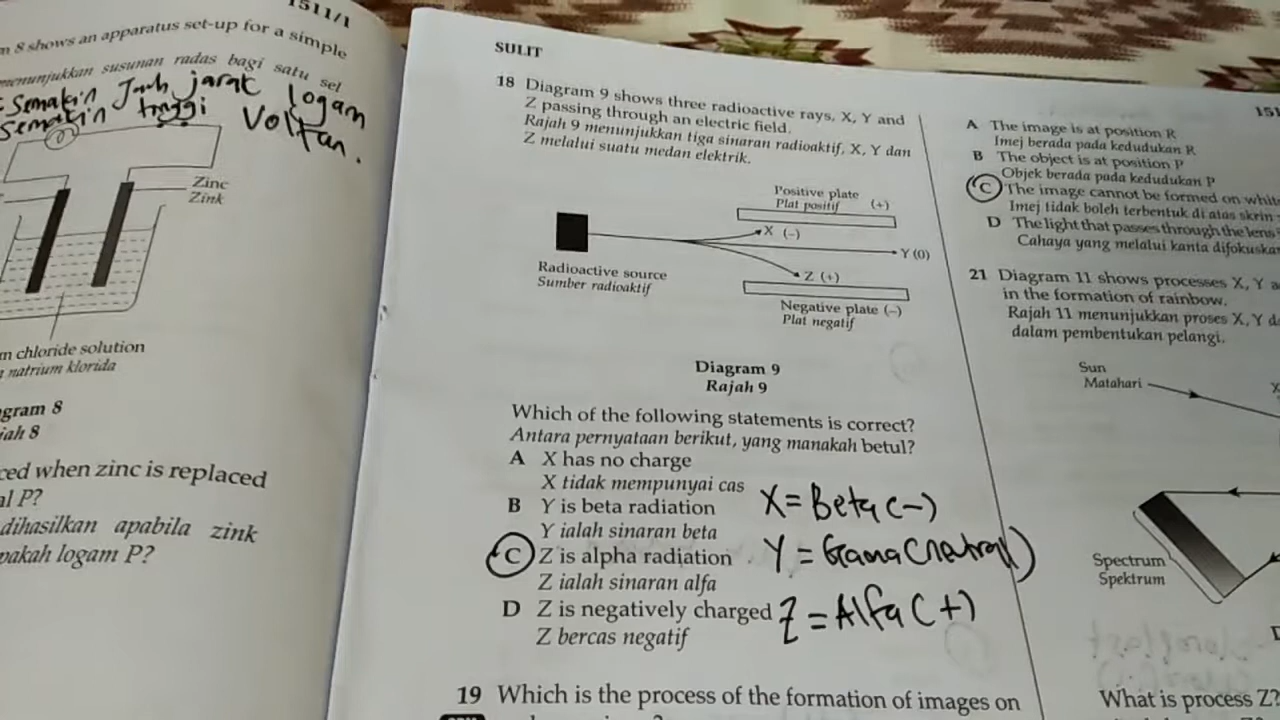 1511/1
8 shows an apparatus set-up for a simple
menunjukkan susunan radas bagi satu sel
Semakin Jauh jarak logam
Semakin tinggi Voltan.
Zinc
Zink
chloride solution
natrium klorida
gram 8
jah 8
ced when zinc is replaced
al P?
dihasilkan apabila zink
pakah logam P?
SULIT
18 Diagram 9 shows three radioactive rays, X, Y and
Z passing through an electric field.
Rajah 9 menunjukkan tiga sinaran radioaktif, X, Y dan
Z melalui suatu medan elektrik.
Positive plate
Plat positif (+)
X (–)
Y (0)
Z (+)
Radioactive source
Sumber radioaktif
Negative plate (–)
Plat negatif
Diagram 9
Rajah 9
Which of the following statements is correct?
Antara pernyataan berikut, yang manakah betul?
A X has no charge
X tidak mempunyai cas
B Y is beta radiation
Y ialah sinaran beta
C Z is alpha radiation
Z ialah sinaran alfa
D Z is negatively charged
Z bercas negatif
X = Beta (-)
Y = Gama (netral)
Z = Alfa (+)
19 Which is the process of the formation of images on
151
A The image is at position R
Imej berada pada kedudukan R
B The object is at position P
Objek berada pada kedudukan P
C The image cannot be formed on whit
Imej tidak boleh terbentuk di atas skrin
D The light that passes through the lens
Cahaya yang melalui kanta difokuska
21 Diagram 11 shows processes X, Y a
in the formation of rainbow.
Rajah 11 menunjukkan proses X, Y d
dalam pembentukan pelangi.
Sun
Matahari
X
Spectrum
Spektrum
What is process Z?